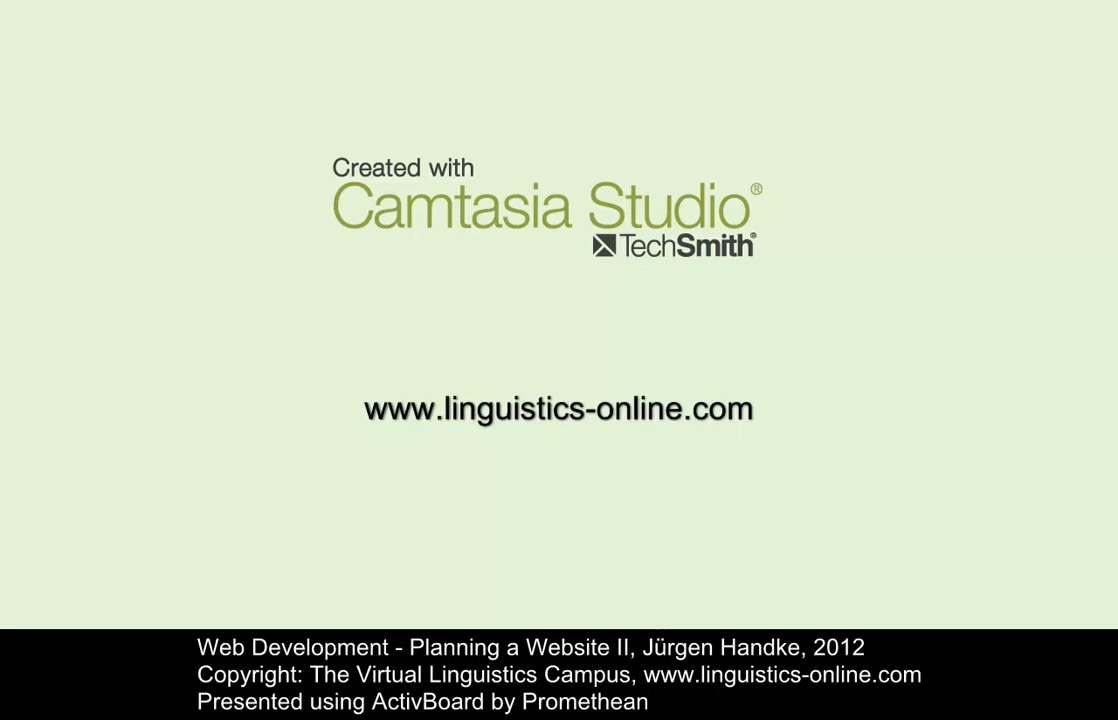 Created with
Camtasia Studio®
TechSmith®
www.linguistics-online.com
Web Development - Planning a Website II, Jürgen Handke, 2012
Copyright: The Virtual Linguistics Campus, www.linguistics-online.com
Presented using ActivBoard by Promethean